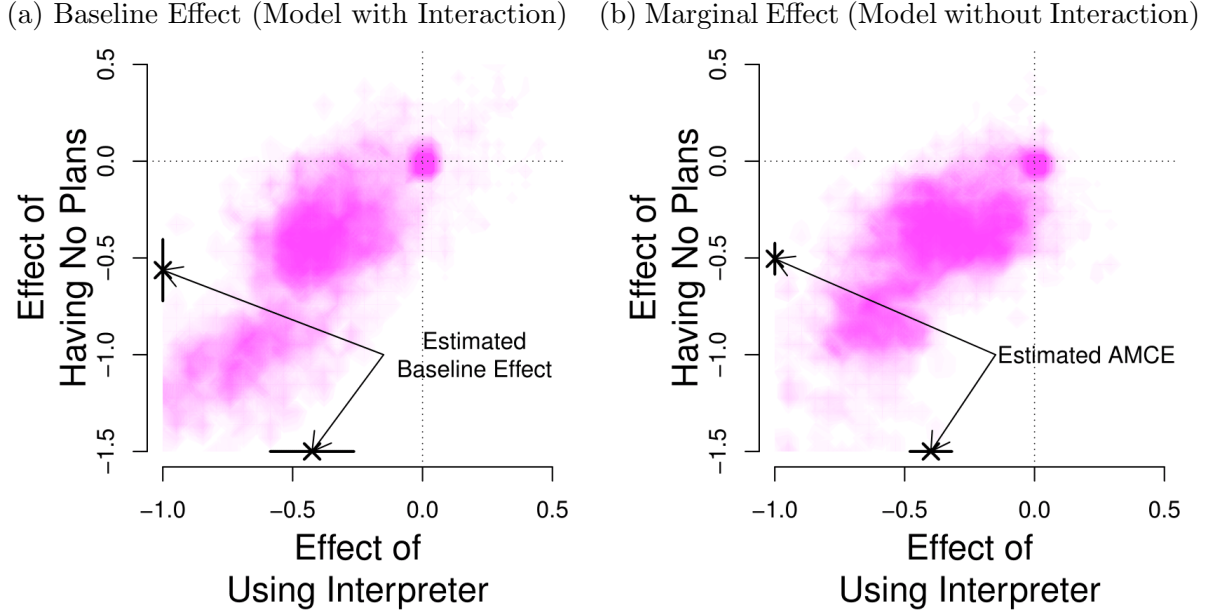 (a) Baseline Effect (Model with Interaction)
Effect of
Having No Plans
0.5
0.0
−0.5
−1.0
−1.5
Estimated
Baseline Effect
−1.0
−0.5
0.0
0.5
Effect of
Using Interpreter
(b) Marginal Effect (Model without Interaction)
Effect of
Having No Plans
0.5
0.0
−0.5
−1.0
−1.5
Estimated AMCE
−1.0
−0.5
0.0
0.5
Effect of
Using Interpreter